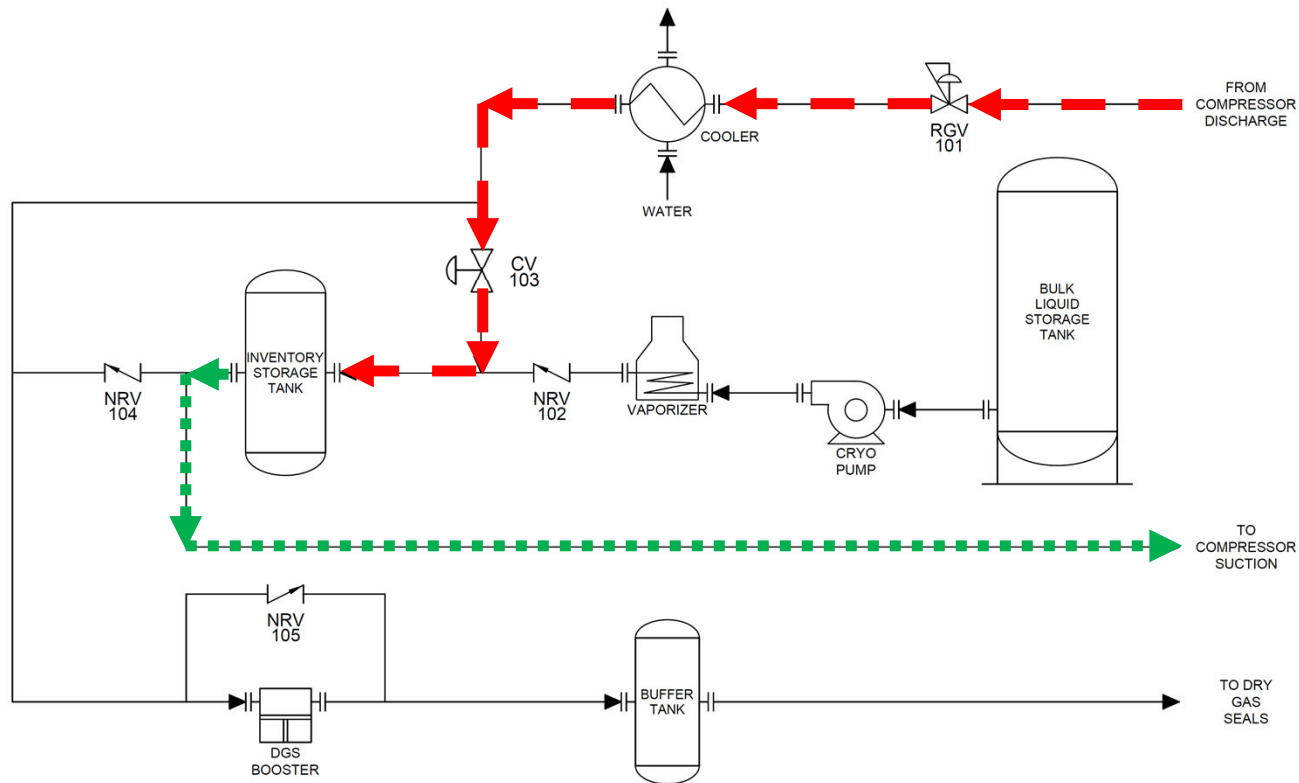 FROM
COMPRESSOR
DISCHARGE
COOLER
RGV
101
WATER
CV
103
BULK
LIQUID
STORAGE
TANK
INVENTORY
STORAGE
TANK
NRV
104
NRV
102
VAPORIZER
CRYO
PUMP
TO
COMPRESSOR
SUCTION
NRV
105
BUFFER
TANK
TO DRY
GAS
SEALS
DGS
BOOSTER